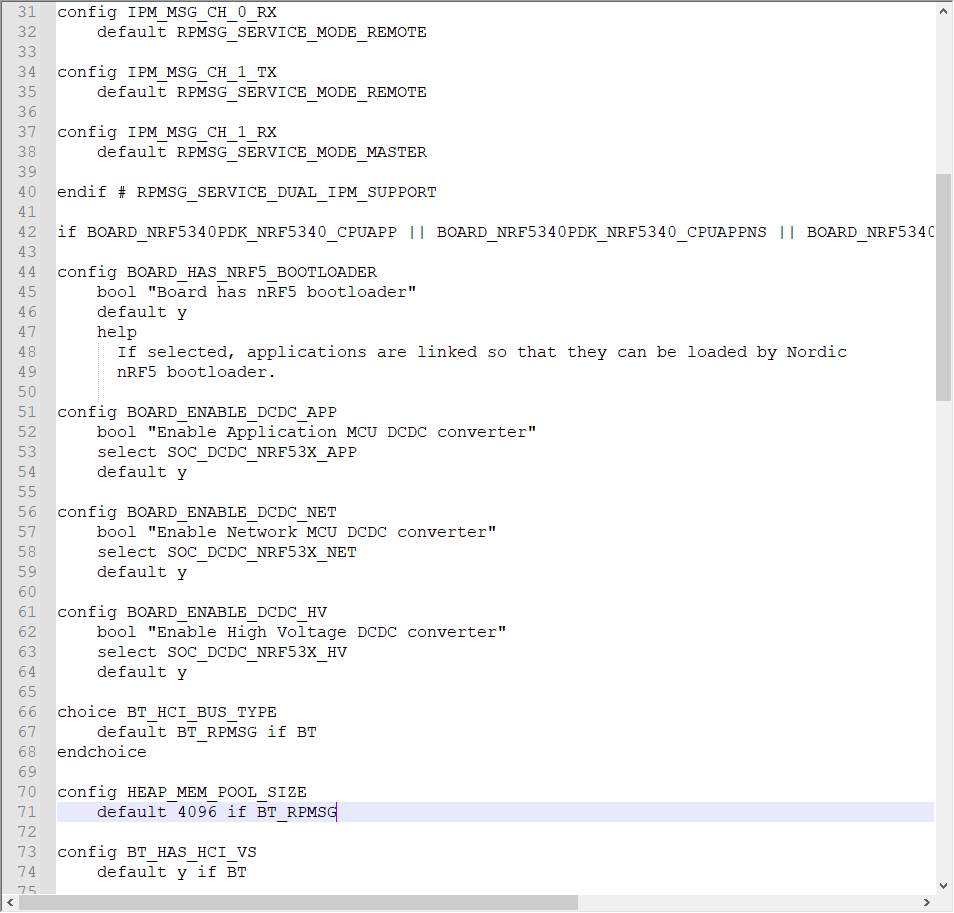 31 config IPM_MSG_CH_0_RX
32     default RPMSG_SERVICE_MODE_REMOTE
33
34 config IPM_MSG_CH_1_TX
35     default RPMSG_SERVICE_MODE_REMOTE
36
37 config IPM_MSG_CH_1_RX
38     default RPMSG_SERVICE_MODE_MASTER
39
40 endif # RPMSG_SERVICE_DUAL_IPM_SUPPORT
41
42 if BOARD_NRF5340PDK_NRF5340_CPUAPP || BOARD_NRF5340PDK_NRF5340_CPUAPPNS || BOARD_NRF5340
43
44 config BOARD_HAS_NRF5_BOOTLOADER
45     bool "Board has nRF5 bootloader"
46     default y
47     help
48       If selected, applications are linked so that they can be loaded by Nordic
49       nRF5 bootloader.
50
51 config BOARD_ENABLE_DCDC_APP
52     bool "Enable Application MCU DCDC converter"
53     select SOC_DCDC_NRF53X_APP
54     default y
55
56 config BOARD_ENABLE_DCDC_NET
57     bool "Enable Network MCU DCDC converter"
58     select SOC_DCDC_NRF53X_NET
59     default y
60
61 config BOARD_ENABLE_DCDC_HV
62     bool "Enable High Voltage DCDC converter"
63     select SOC_DCDC_NRF53X_HV
64     default y
65
66 choice BT_HCI_BUS_TYPE
67     default BT_RPMSG if BT
68 endchoice
69
70 config HEAP_MEM_POOL_SIZE
71     default 4096 if BT_RPMSG
72
73 config BT_HAS_HCI_VS
74     default y if BT
75